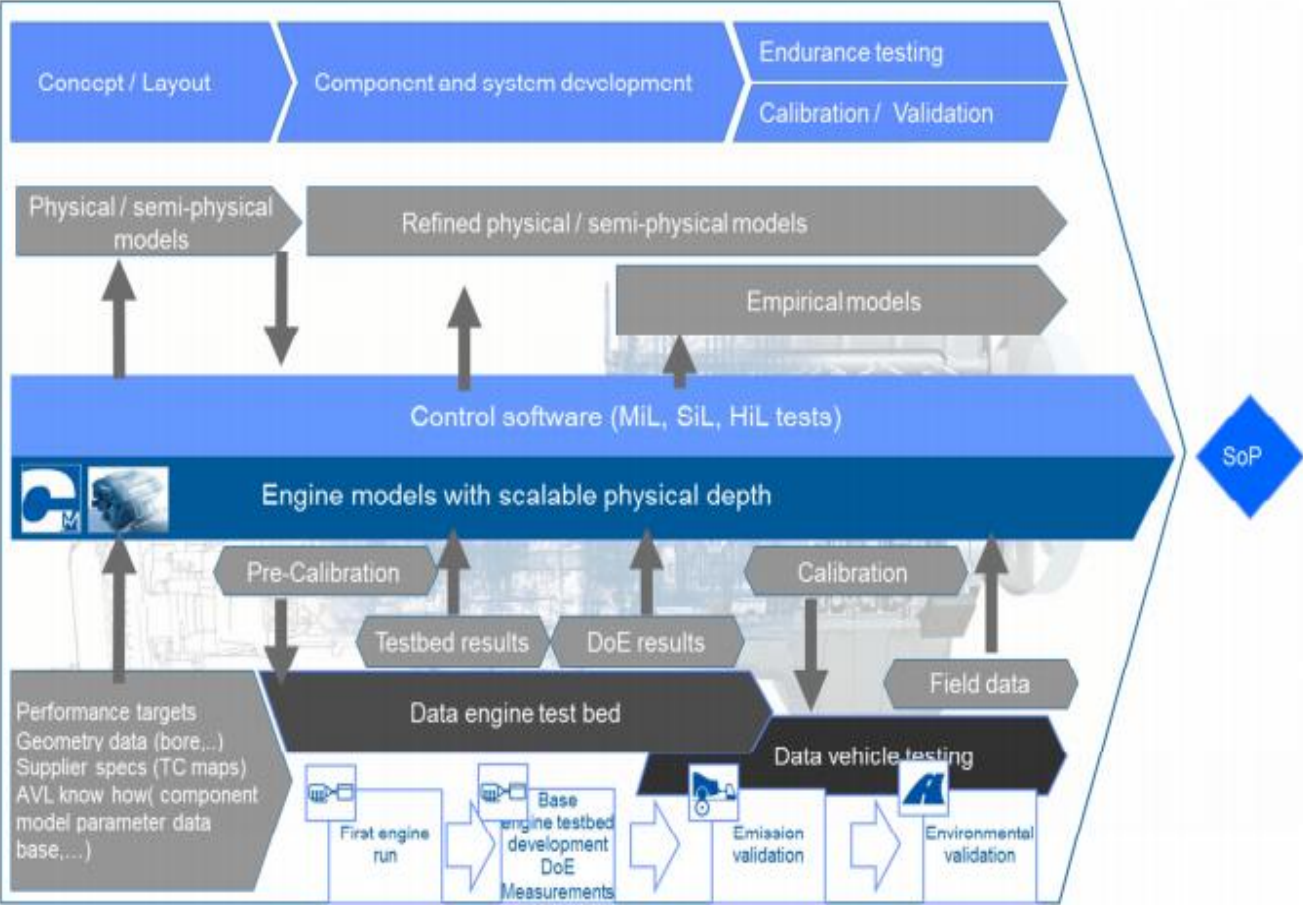 Concept / Layout
Component and system development
Endurance testing
Calibration / Validation
Physical / semi-physical
models
Refined physical / semi-physical models
Empirical models
Control software (MiL, SiL, HiL tests)
SoP
Engine models with scalable physical depth
Pre-Calibration
Calibration
Testbed results
DoE results
Field data
Performance targets
Geometry data (bore,..)
Supplier specs (TC maps)
AVL know how( component
model parameter data
base,...)
Data engine test bed
Data vehicle testing
First engine
run
Base
engine testbed
development
DoE
Measurements
Emission
validation
Environmental
validation